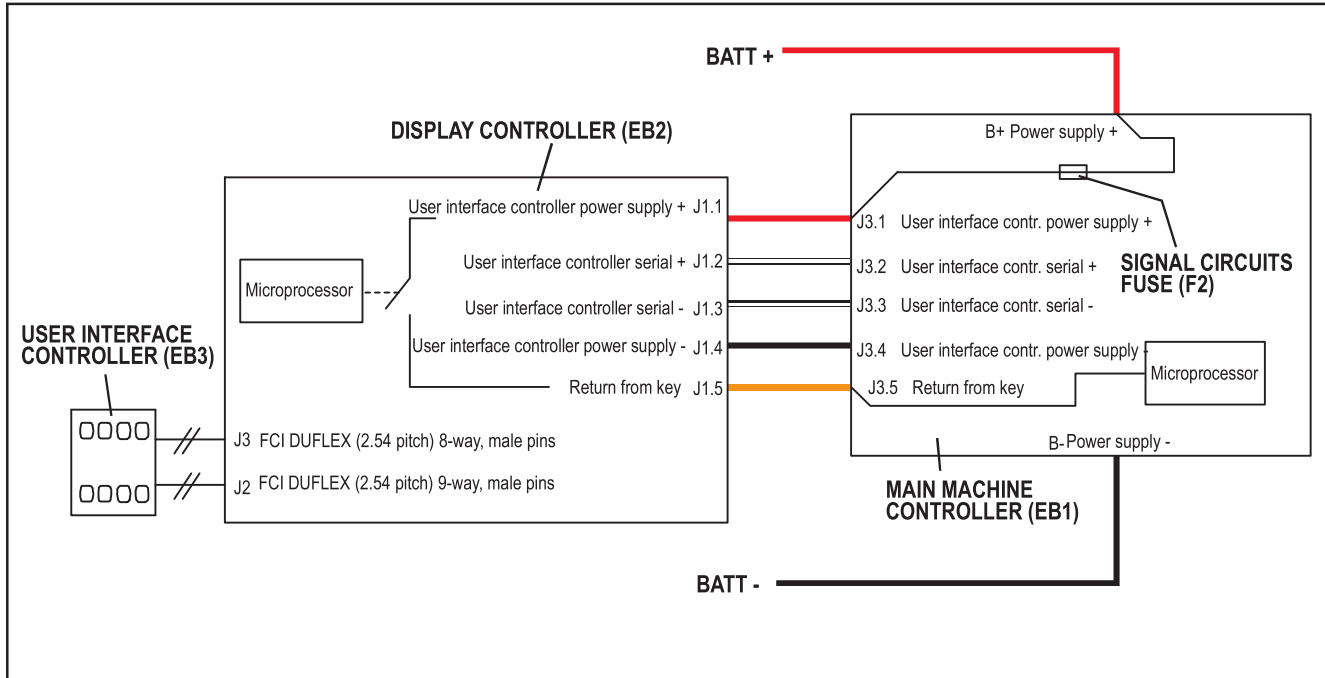 BATT +
DISPLAY CONTROLLER (EB2)
B+ Power supply +
User interface controller power supply + J1.1
User interface controller serial + J1.2
User interface controller serial - J1.3
User interface controller power supply - J1.4
Return from key J1.5
Microprocessor
J3.1 User interface contr. power supply +
J3.2 User interface contr. serial +
J3.3 User interface contr. serial -
J3.4 User interface contr. power supply -
J3.5 Return from key
Microprocessor
SIGNAL CIRCUITS
FUSE (F2)
USER INTERFACE
CONTROLLER (EB3)
J3 FCI DUFLEX (2.54 pitch) 8-way, male pins
J2 FCI DUFLEX (2.54 pitch) 9-way, male pins
B- Power supply -
MAIN MACHINE
CONTROLLER (EB1)
BATT -